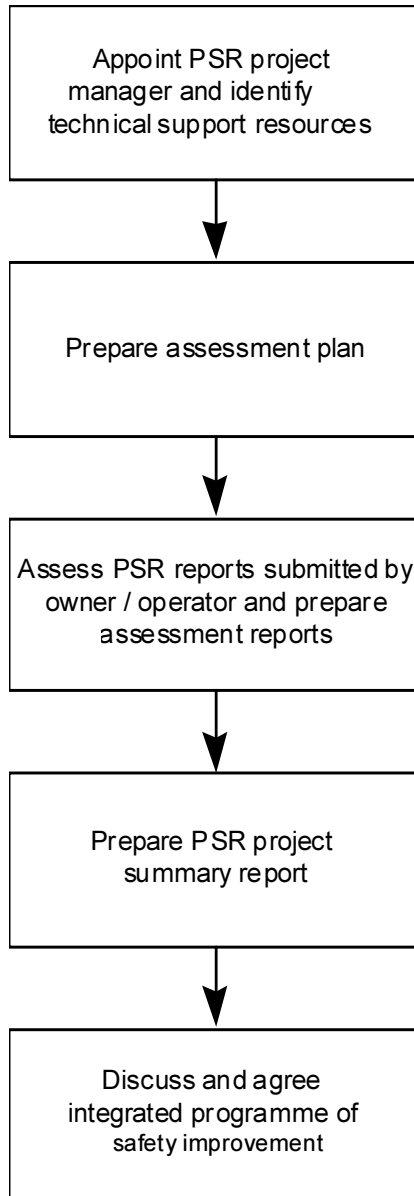 Appoint PSR project
manager and identify
technical support resources
Prepare assessment plan
Assess PSR reports submitted by
owner / operator and prepare
assessment reports
Prepare PSR project
summary report
Discuss and agree
integrated programme of
safety improvement